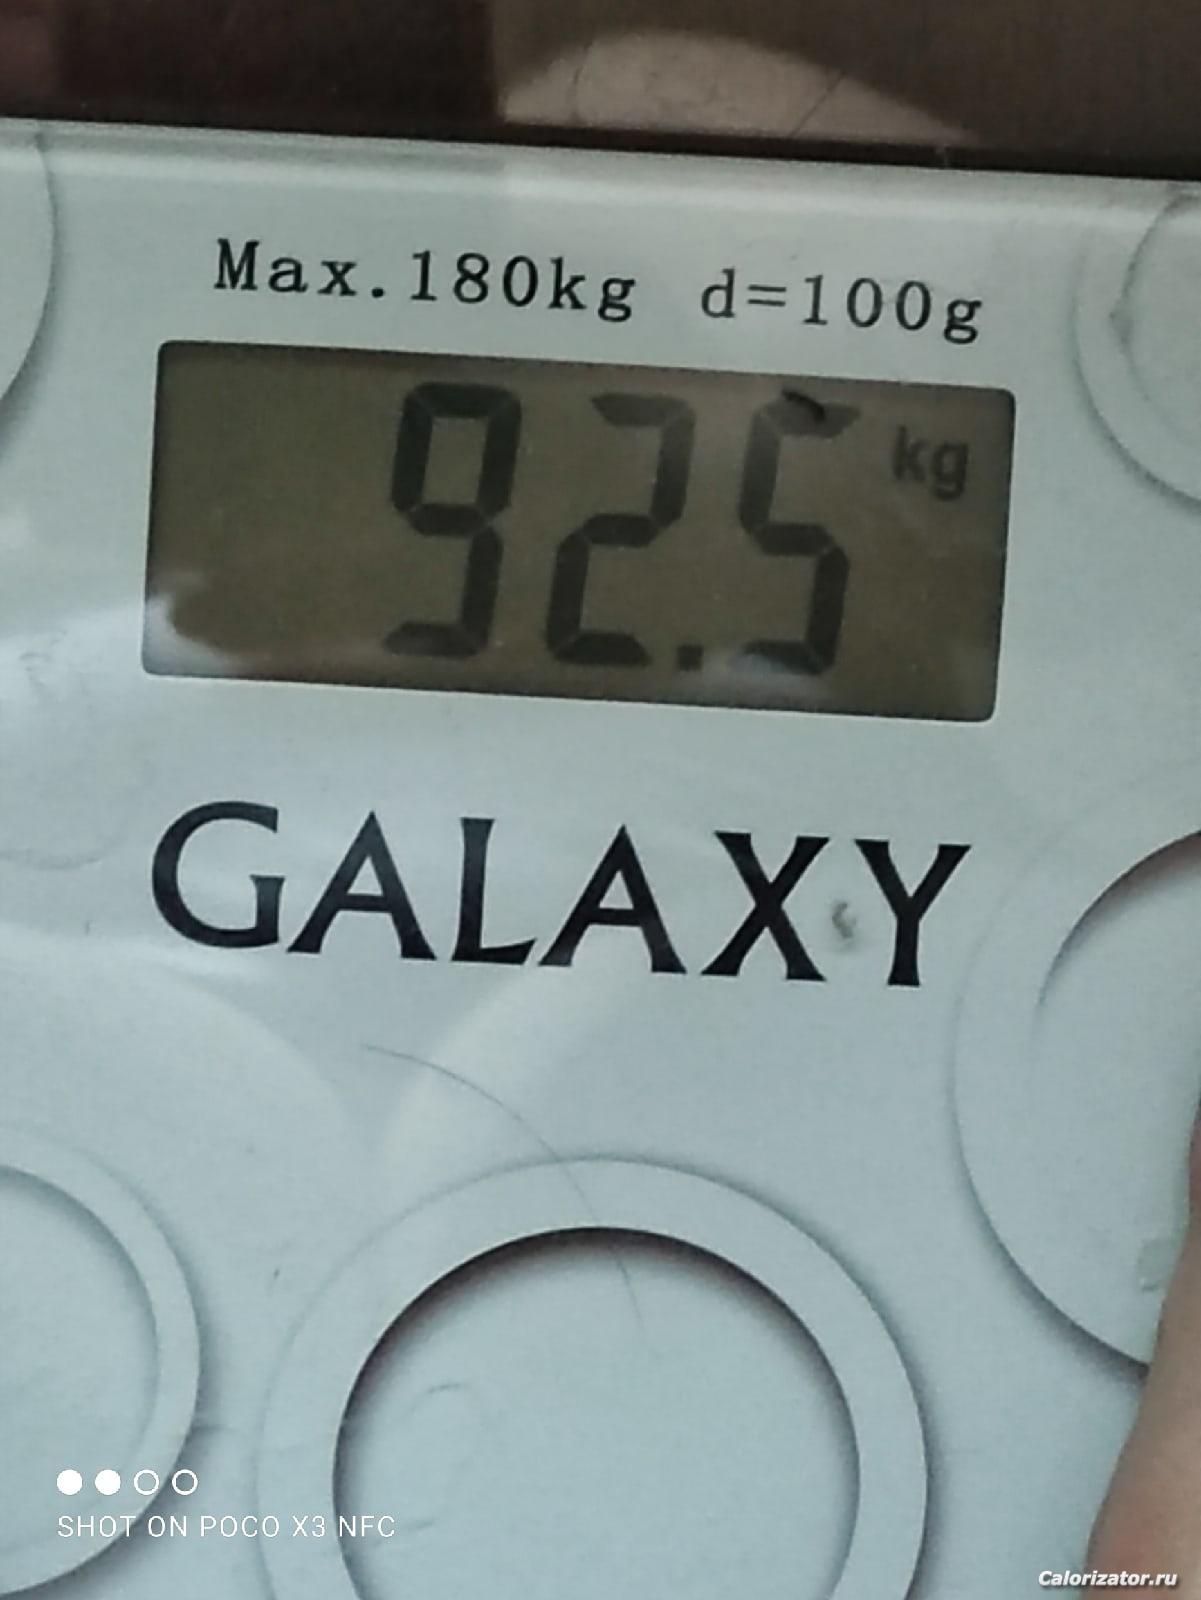 Max.180kg d=100g
92.5 kg
GALAXY
SHOT ON POCO X3 NFC
Calorizator.ru